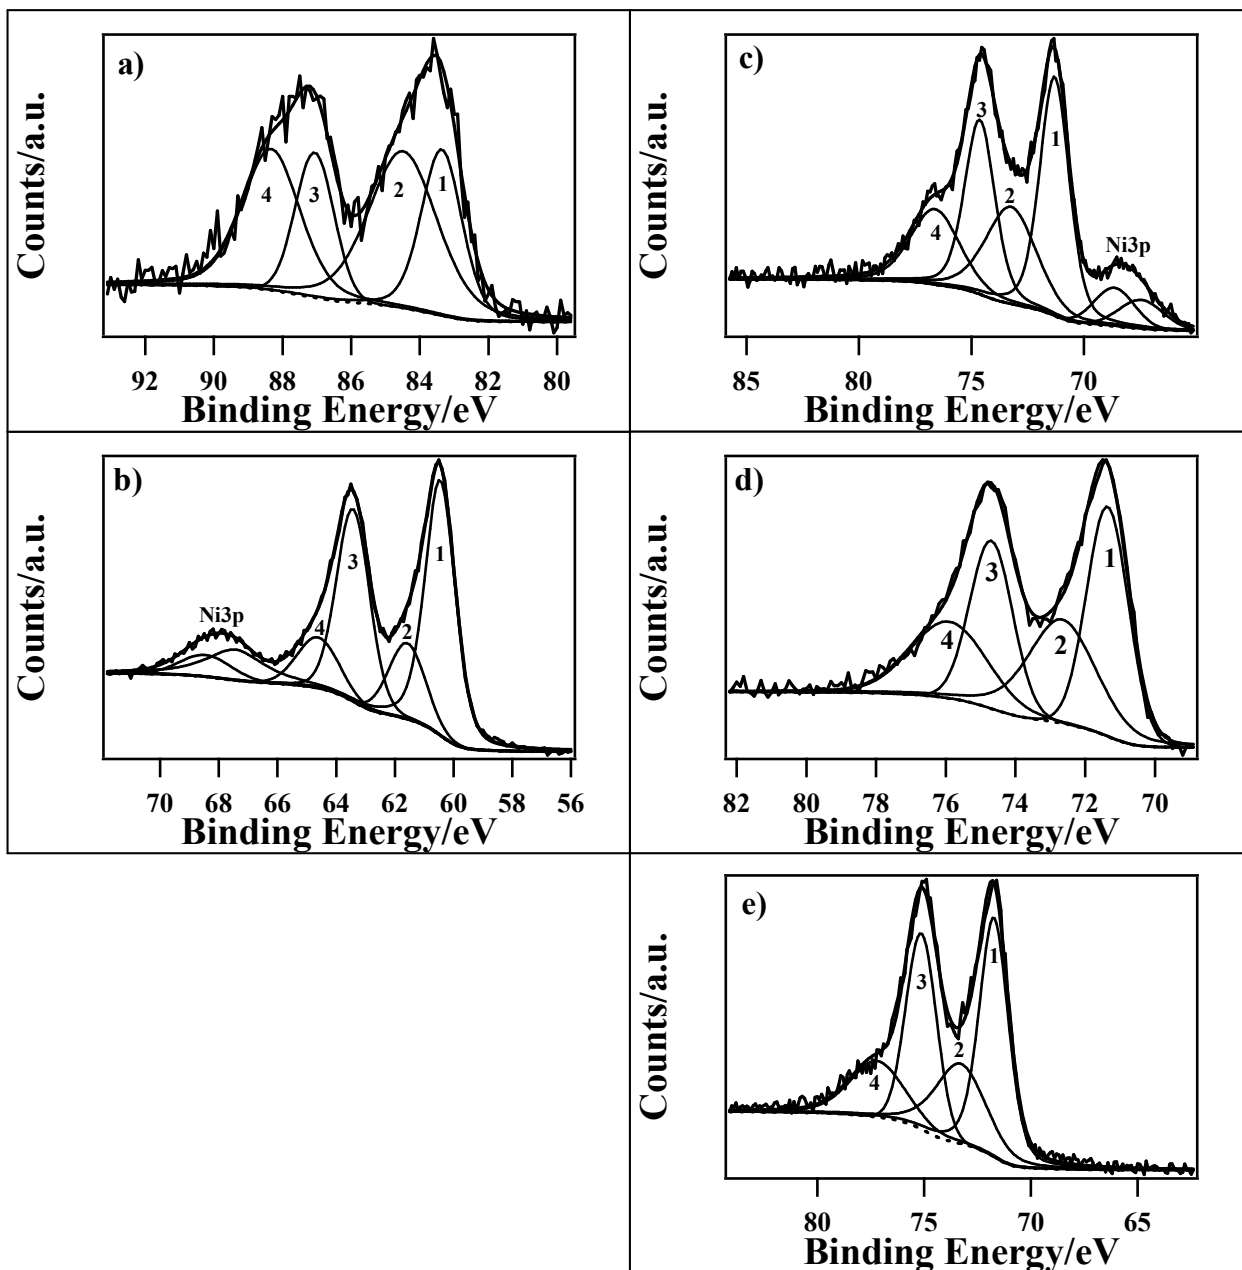 a)
Counts/a.u.
4
3
2
1
92 90 88 86 84 82 80
Binding Energy/eV
c)
Counts/a.u.
3
1
2
4
Ni3p
85 80 75 70
Binding Energy/eV
b)
Counts/a.u.
Ni3p
3
1
4
2
70 68 66 64 62 60 58 56
Binding Energy/eV
d)
Counts/a.u.
1
3
4
2
82 80 78 76 74 72 70
Binding Energy/eV
e)
Counts/a.u.
3
1
2
4
80 75 70 65
Binding Energy/eV